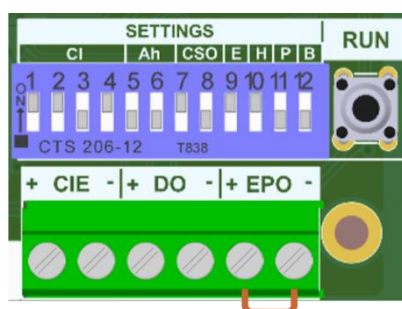 SETTINGS
RUN
CI Ah CSO E H P B
1 2 3 4 5 6 7 8 9 10 11 12
ON
CTS 206-12 T838
+ CIE -|+ DO -|+ EPO -